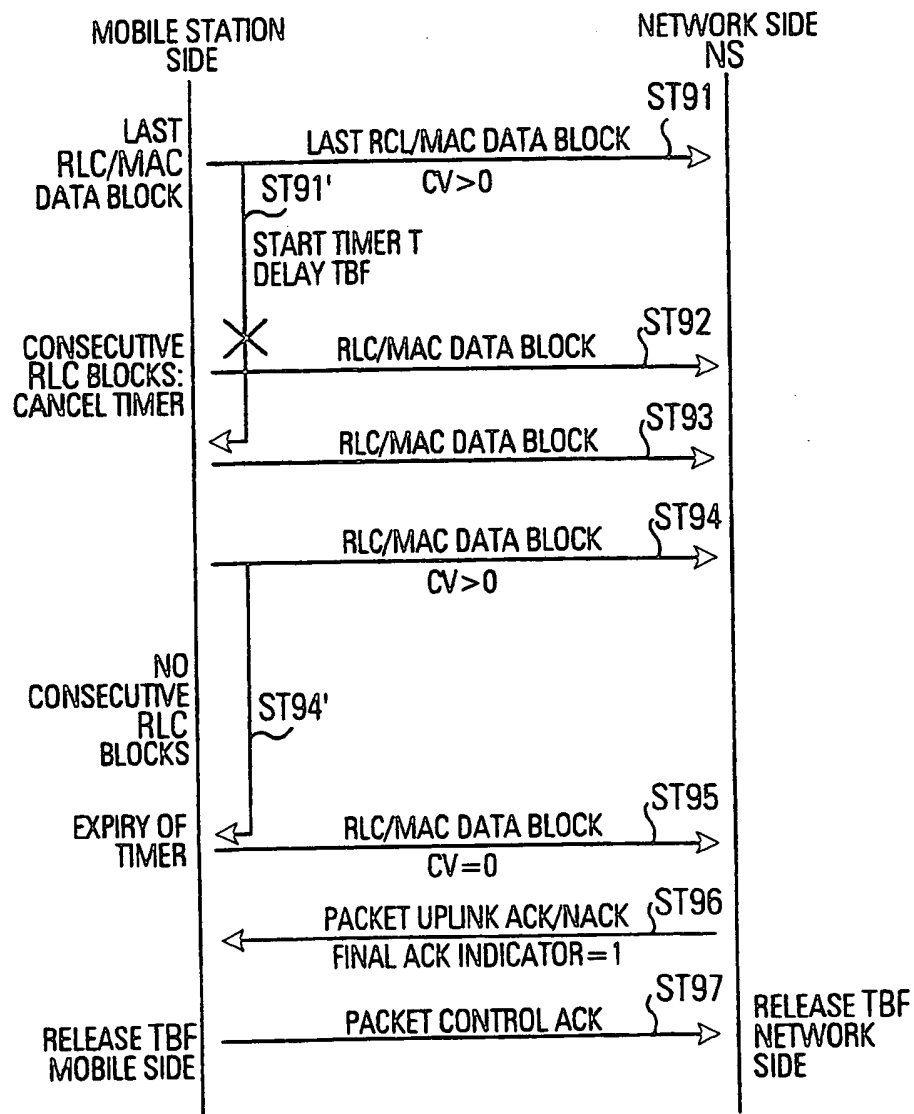 MOBILE STATION
SIDE
NETWORK SIDE
NS
ST91
LAST
RLC/MAC
DATA BLOCK
LAST RCL/MAC DATA BLOCK
CV>0
ST91'
START TIMER T
DELAY TBF
ST92
CONSECUTIVE
RLC BLOCKS:
CANCEL TIMER
RLC/MAC DATA BLOCK
ST93
RLC/MAC DATA BLOCK
ST94
RLC/MAC DATA BLOCK
CV>0
NO
CONSECUTIVE
RLC
BLOCKS
ST94'
ST95
EXPIRY OF
TIMER
RLC/MAC DATA BLOCK
CV=0
PACKET UPLINK ACK/NACK
ST96
FINAL ACK INDICATOR=1
ST97
PACKET CONTROL ACK
RELEASE TBF
MOBILE SIDE
RELEASE TBF
NETWORK
SIDE